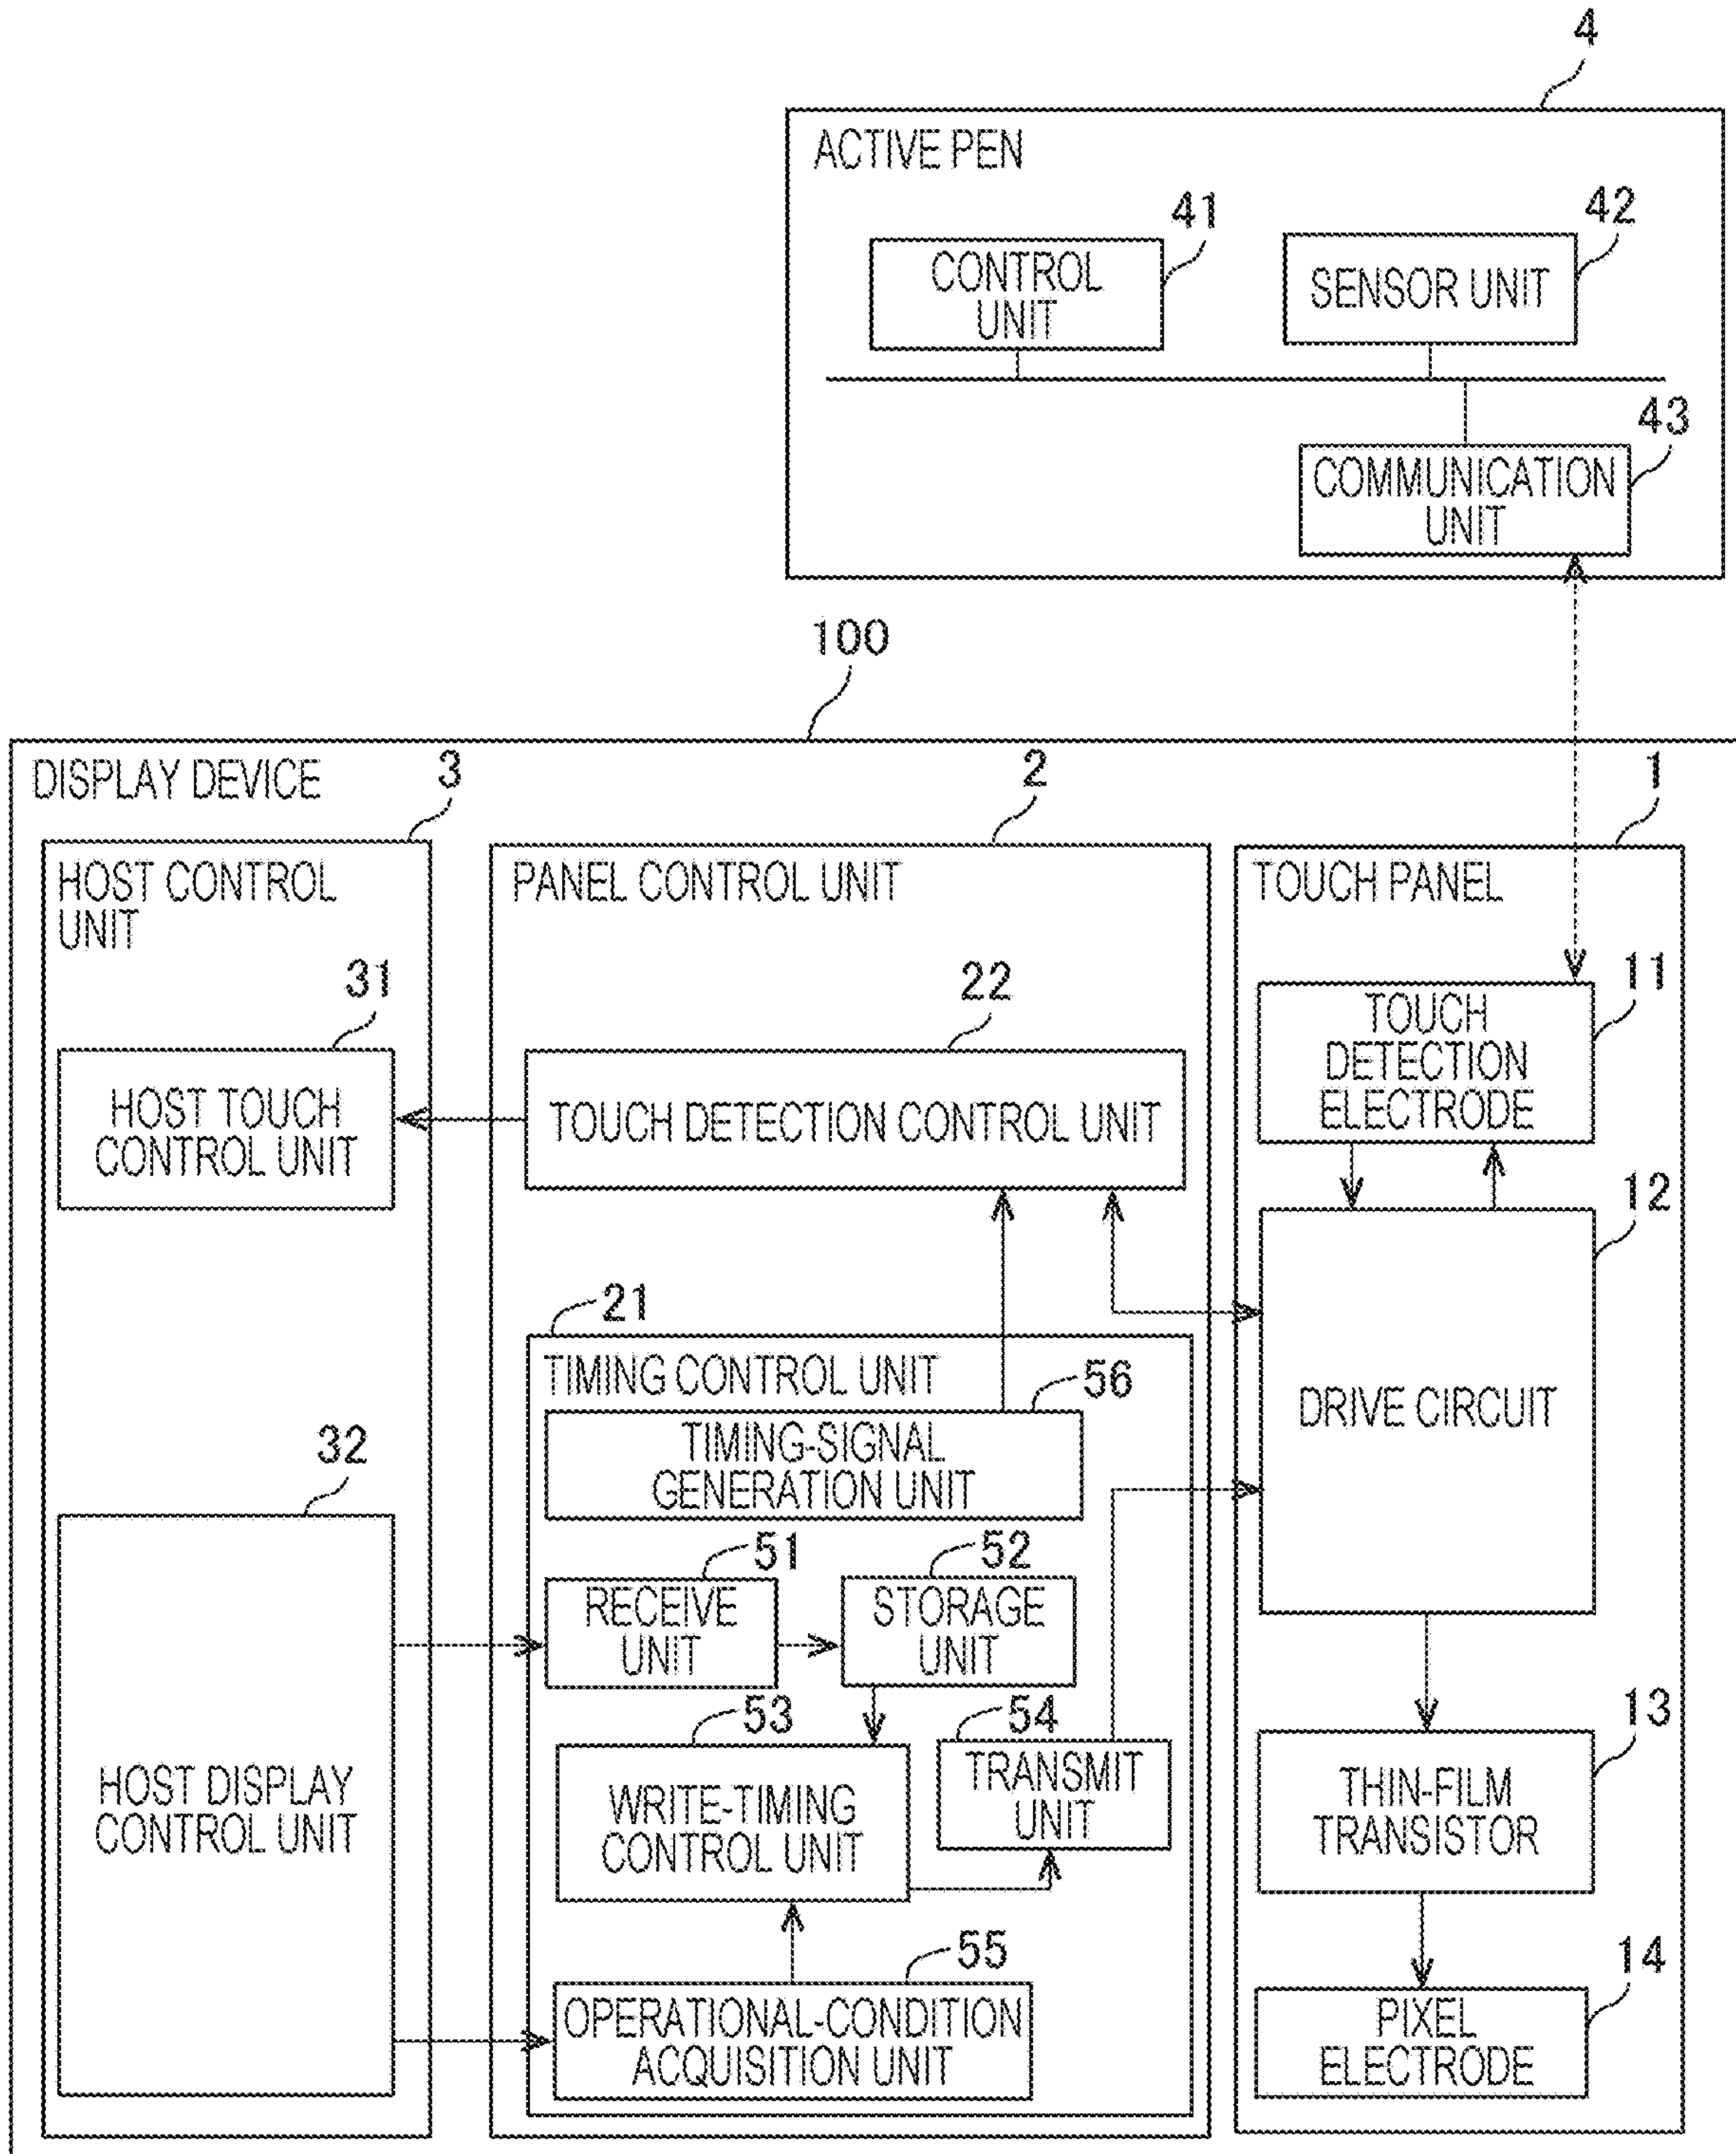 4
ACTIVE PEN
41
42
CONTROL
UNIT
SENSOR UNIT
43
COMMUNICATION
UNIT
100
DISPLAY DEVICE
3
2
1
HOST CONTROL
UNIT
PANEL CONTROL UNIT
TOUCH PANEL
31
22
11
HOST TOUCH
CONTROL UNIT
TOUCH DETECTION CONTROL UNIT
TOUCH
DETECTION
ELECTRODE
12
21
TIMING CONTROL UNIT
56
DRIVE CIRCUIT
TIMING-SIGNAL
GENERATION UNIT
32
51
52
RECEIVE
UNIT
STORAGE
UNIT
53
54
13
HOST DISPLAY
CONTROL UNIT
WRITE-TIMING
CONTROL UNIT
TRANSMIT
UNIT
THIN-FILM
TRANSISTOR
55
14
OPERATIONAL-CONDITION
ACQUISITION UNIT
PIXEL
ELECTRODE